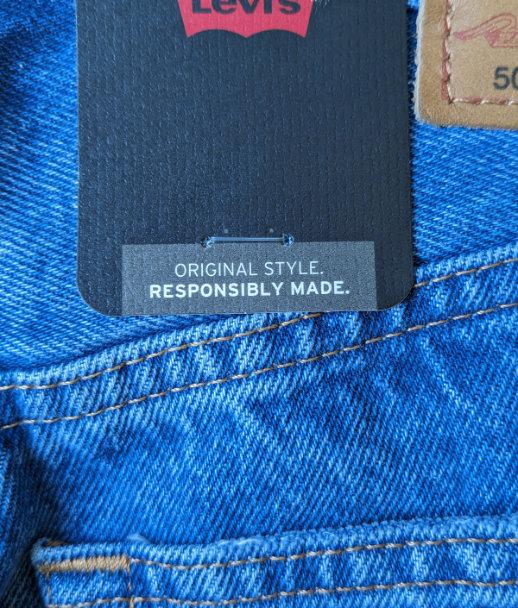 Levi's
50
ORIGINAL STYLE.
RESPONSIBLY MADE.